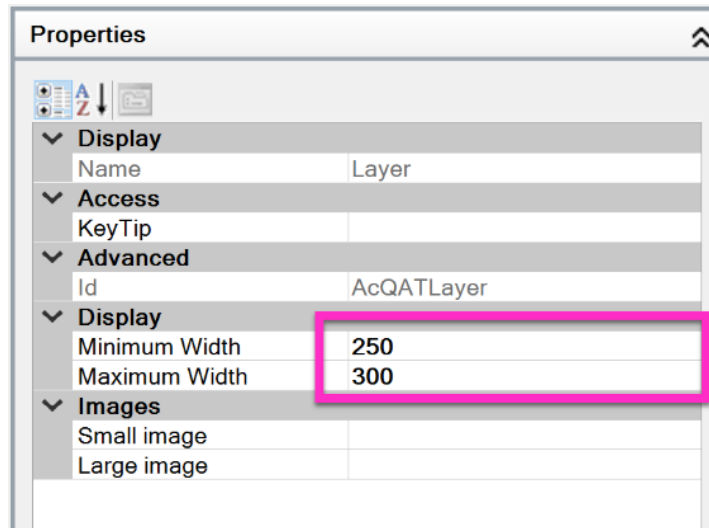 Properties
A
Z
Display
Name Layer
Access
KeyTip
Advanced
Id AcQATLayer
Display
Minimum Width 250
Maximum Width 300
Images
Small image
Large image